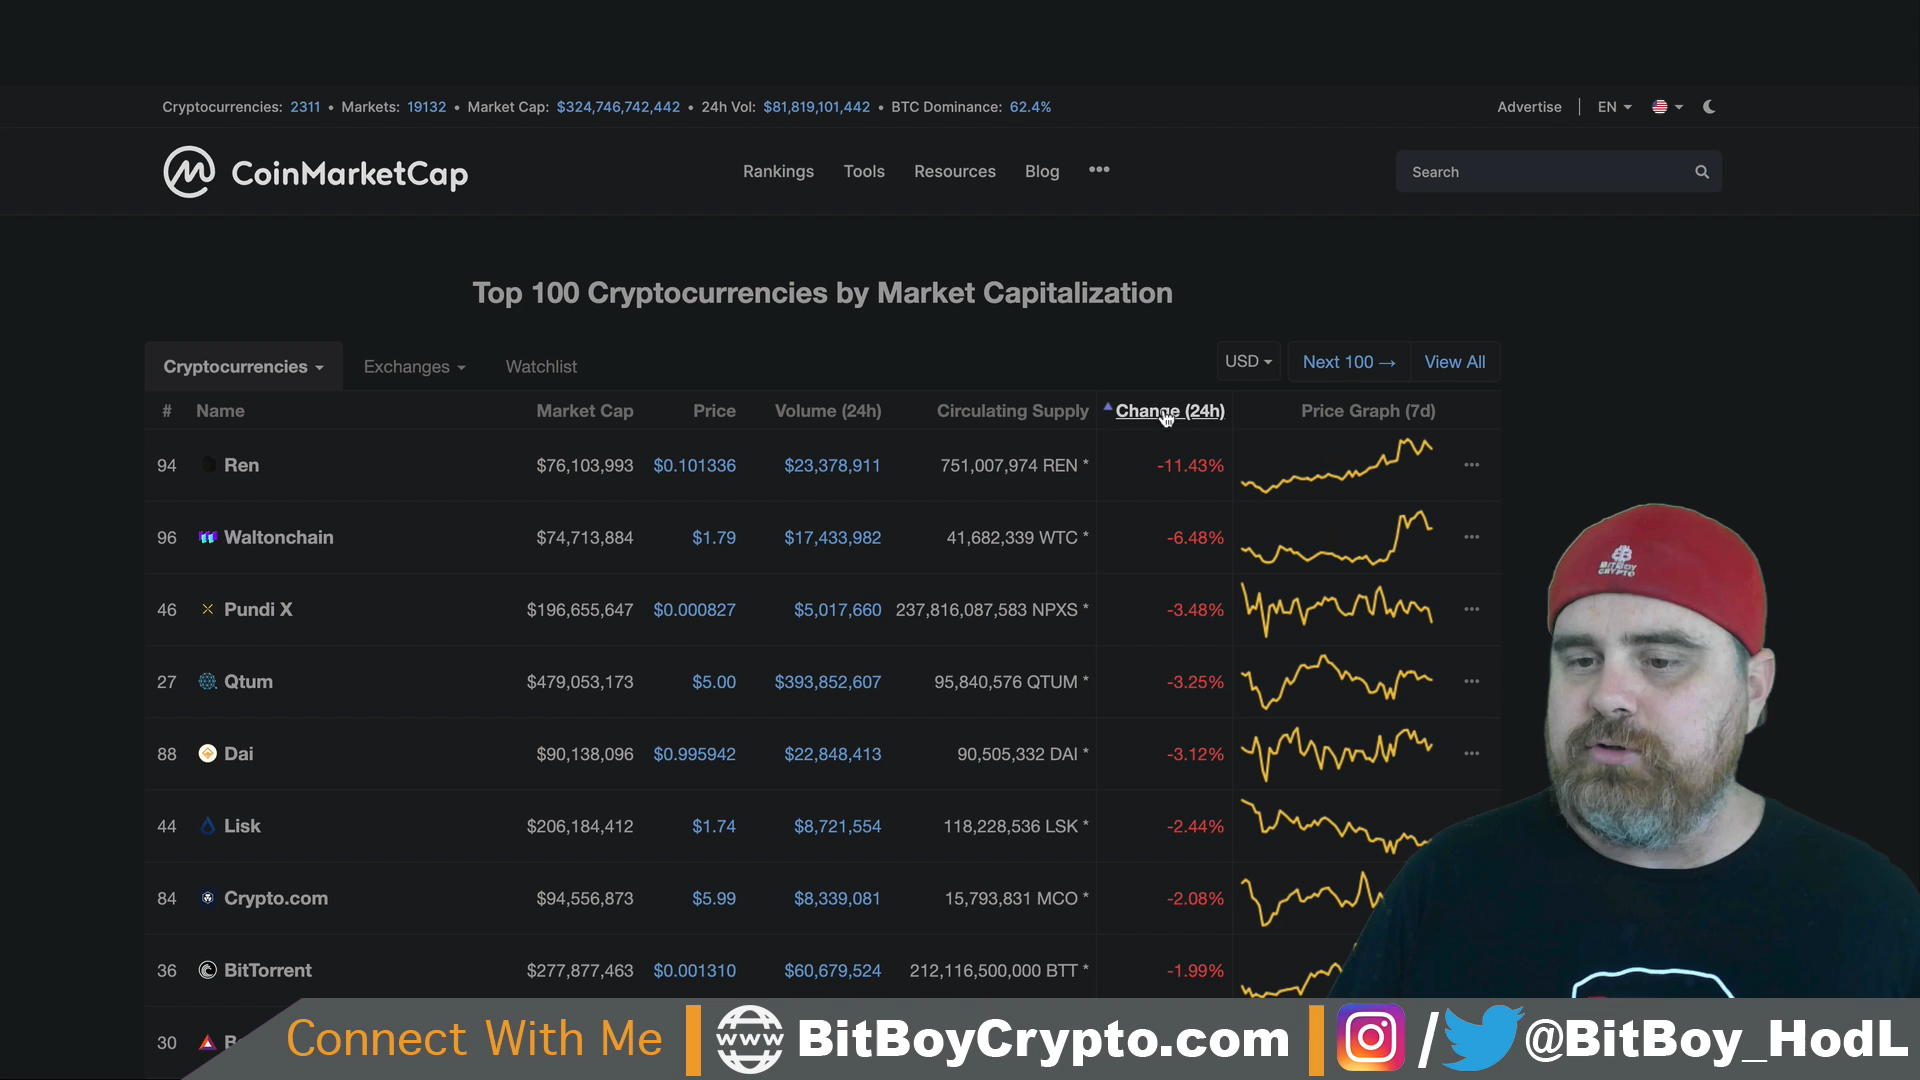 Cryptocurrencies: 2311 • Markets: 19132 • Market Cap: $324,746,742,442 • 24h Vol: $81,819,101,442 • BTC Dominance: 62.4% Advertise | EN
CoinMarketCap Rankings Tools Resources Blog ••• Search
Top 100 Cryptocurrencies by Market Capitalization
Cryptocurrencies Exchanges Watchlist USD Next 100 → View All
# Name Market Cap Price Volume (24h) Circulating Supply Change (24h) Price Graph (7d)
94 Ren $76,103,993 $0.101336 $23,378,911 751,007,974 REN * -11.43%
96 Waltonchain $74,713,884 $1.79 $17,433,982 41,682,339 WTC * -6.48%
46 Pundi X $196,655,647 $0.000827 $5,017,660 237,816,087,583 NPXS * -3.48%
27 Qtum $479,053,173 $5.00 $393,852,607 95,840,576 QTUM * -3.25%
88 Dai $90,138,096 $0.995942 $22,848,413 90,505,332 DAI * -3.12%
44 Lisk $206,184,412 $1.74 $8,721,554 118,228,536 LSK * -2.44%
84 Crypto.com $94,556,873 $5.99 $8,339,081 15,793,831 MCO * -2.08%
36 BitTorrent $277,877,463 $0.001310 $60,679,524 212,116,500,000 BTT * -1.99%
30
BITBOY
CRYPTO
Connect With Me | www BitBoyCrypto.com | / @BitBoy_HodL